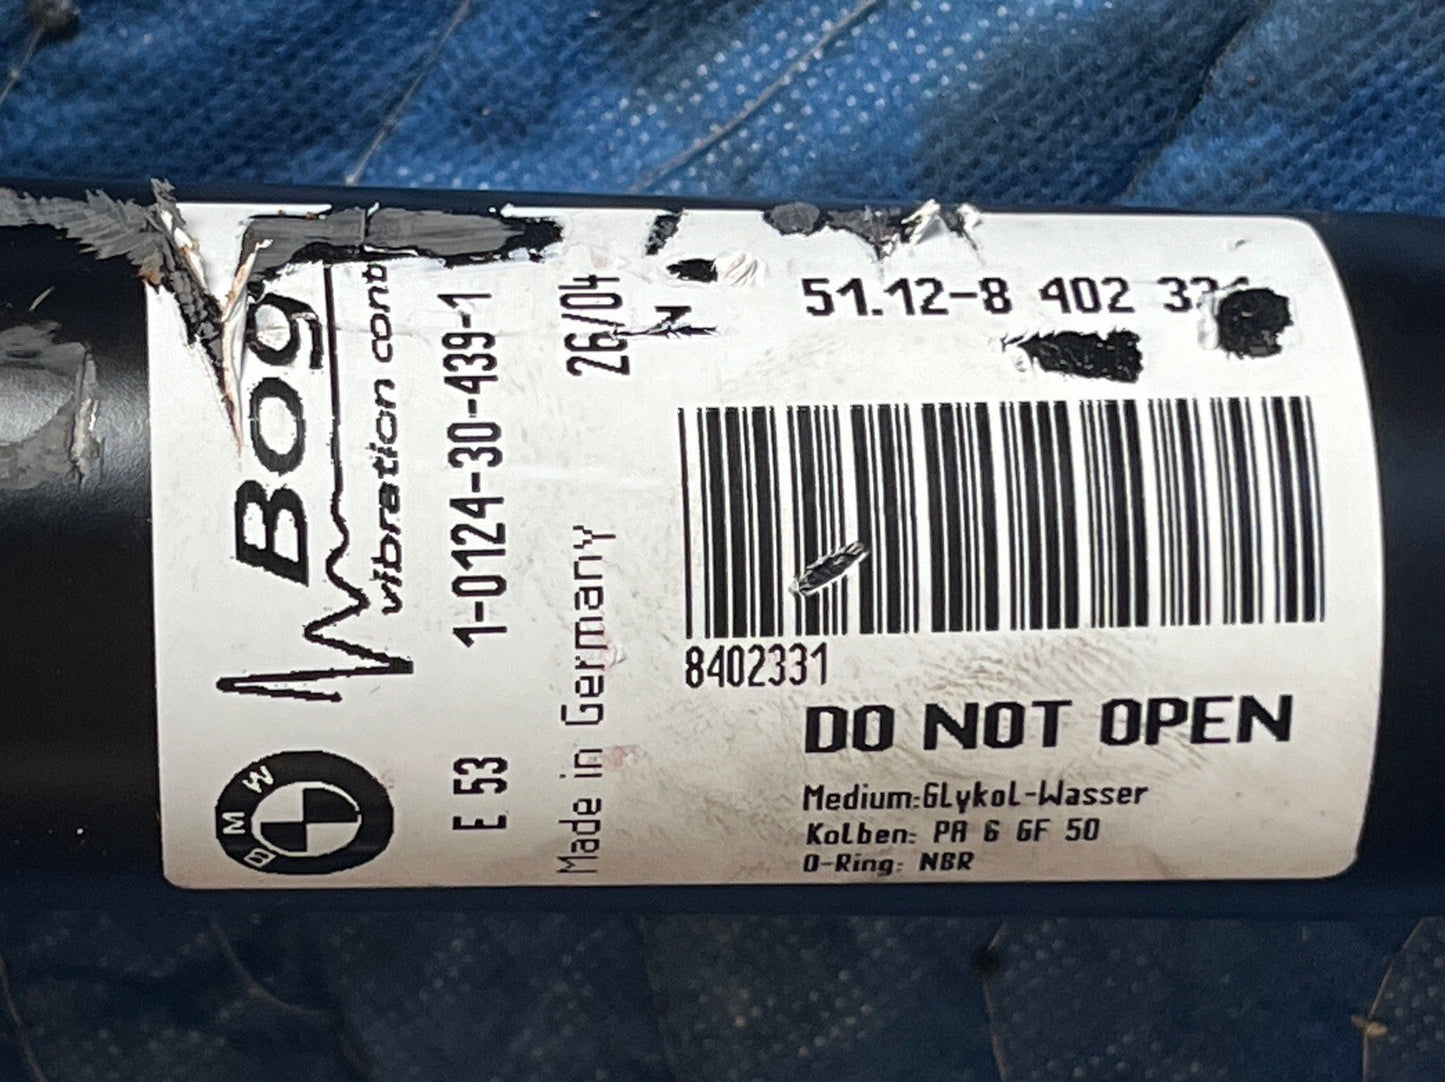 Bog
vibration cont
1-0124-30-439-1
26/04
N
E 53
Made in Germany
BMW
51.12-8 402 33
8402331
DO NOT OPEN
Medium:Glykol-Wasser
Kolben: PA 6 GF 50
O-Ring: NBR